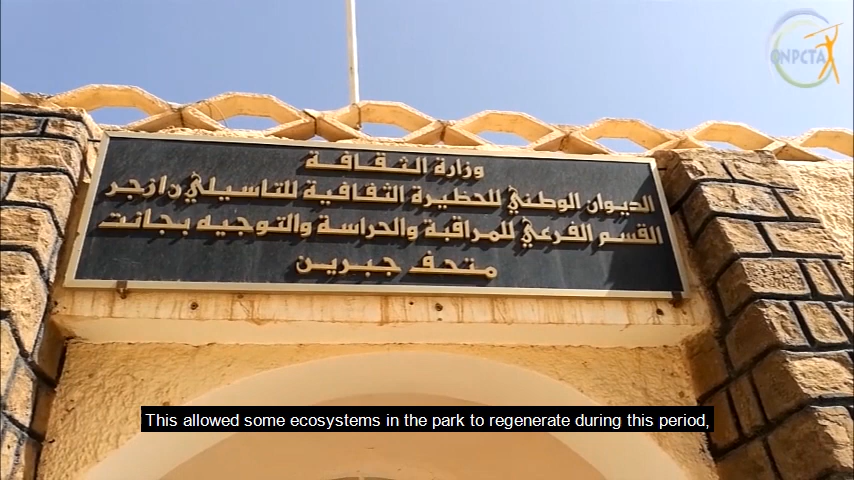 ONPCTA
وزارة الثقافة
الديوان الوطني للحظيرة الثقافية للتاسيلي دازجر
القسم الفرعي للمراقبة والحراسة والتوجيه بجانت
متحف جبرين
This allowed some ecosystems in the park to regenerate during this period,